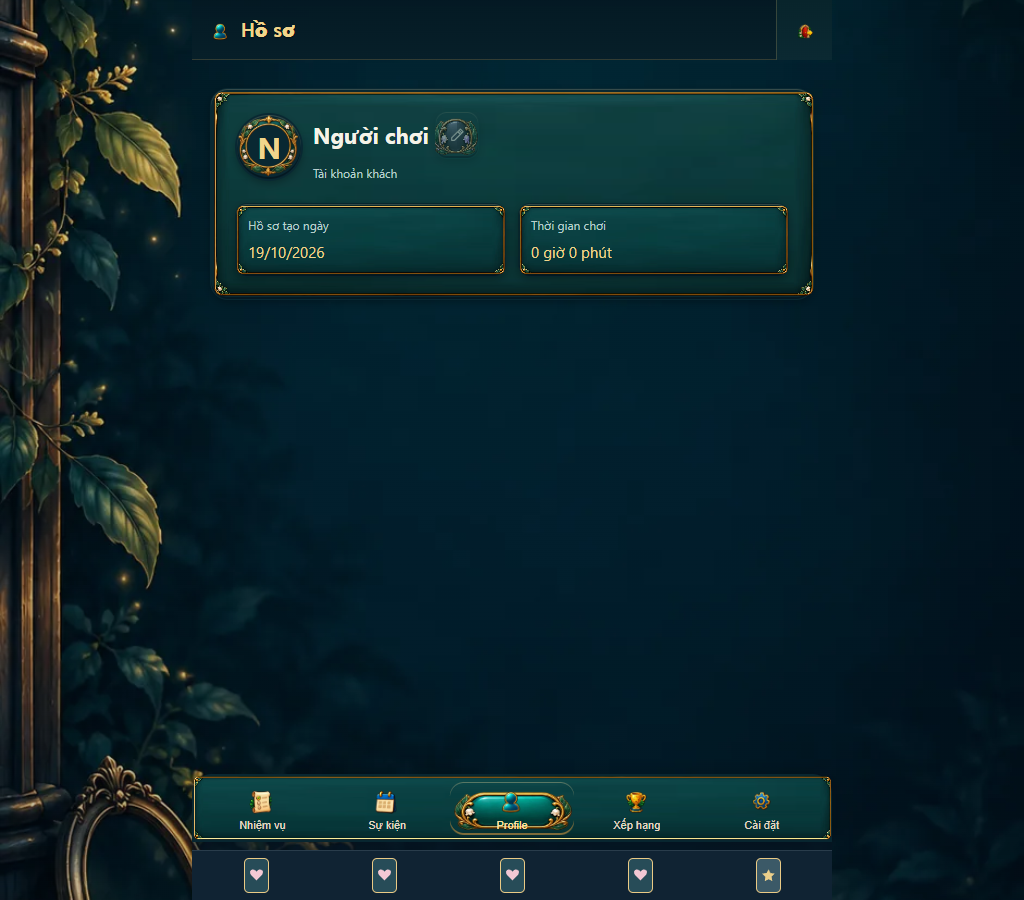 Hồ sơ
N
Người chơi
Tài khoản khách
Hồ sơ tạo ngày
19/10/2026
Thời gian chơi
0 giờ 0 phút
Nhiệm vụ
Sự kiện
Profile
Xếp hạng
Cài đặt